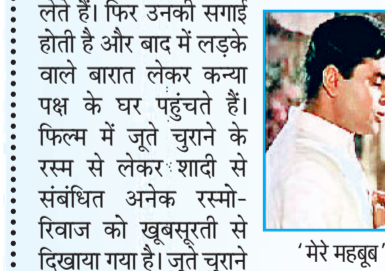 लेते हैं। फिर उनकी सगाई
होती है और बाद में लड़के
वाले बारात लेकर कन्या
पक्ष के घर पहुंचते हैं।
फिल्म में जूते चुराने के
रस्म से लेकर शादी से
संबंधित अनेक रस्मो-
रिवाज को खूबसूरती से
दिखाया गया है। जूते चुराने
‘मेरे महबूब’